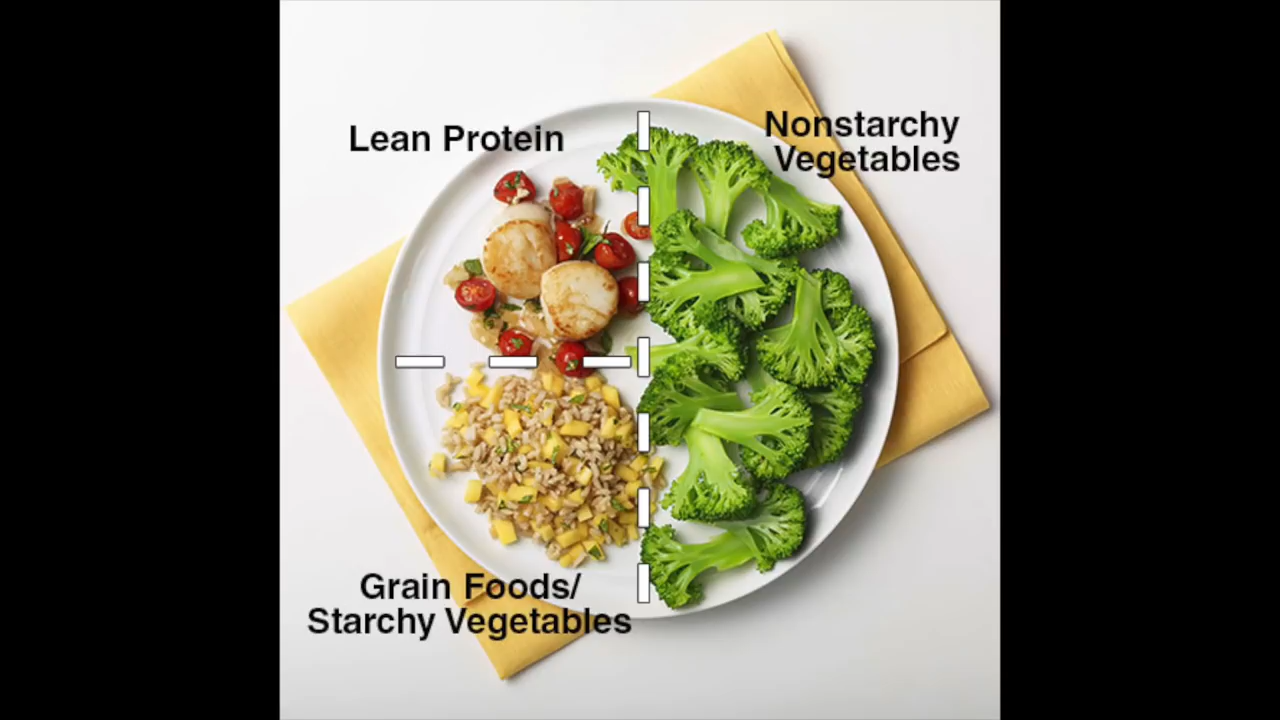 Lean Protein
Nonstarchy
Vegetables
Grain Foods/
Starchy Vegetables